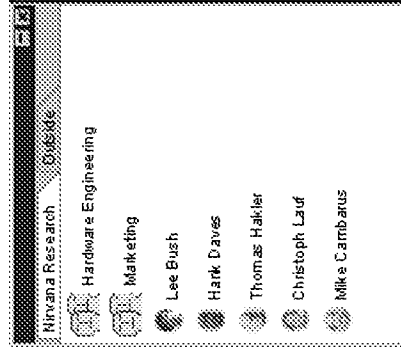 Nirvana Research Outside
Hardware Engineering
Marketing
Lee Bush
Hank Daves
Thomas Hakler
Christoph Lauf
Mike Cambarus